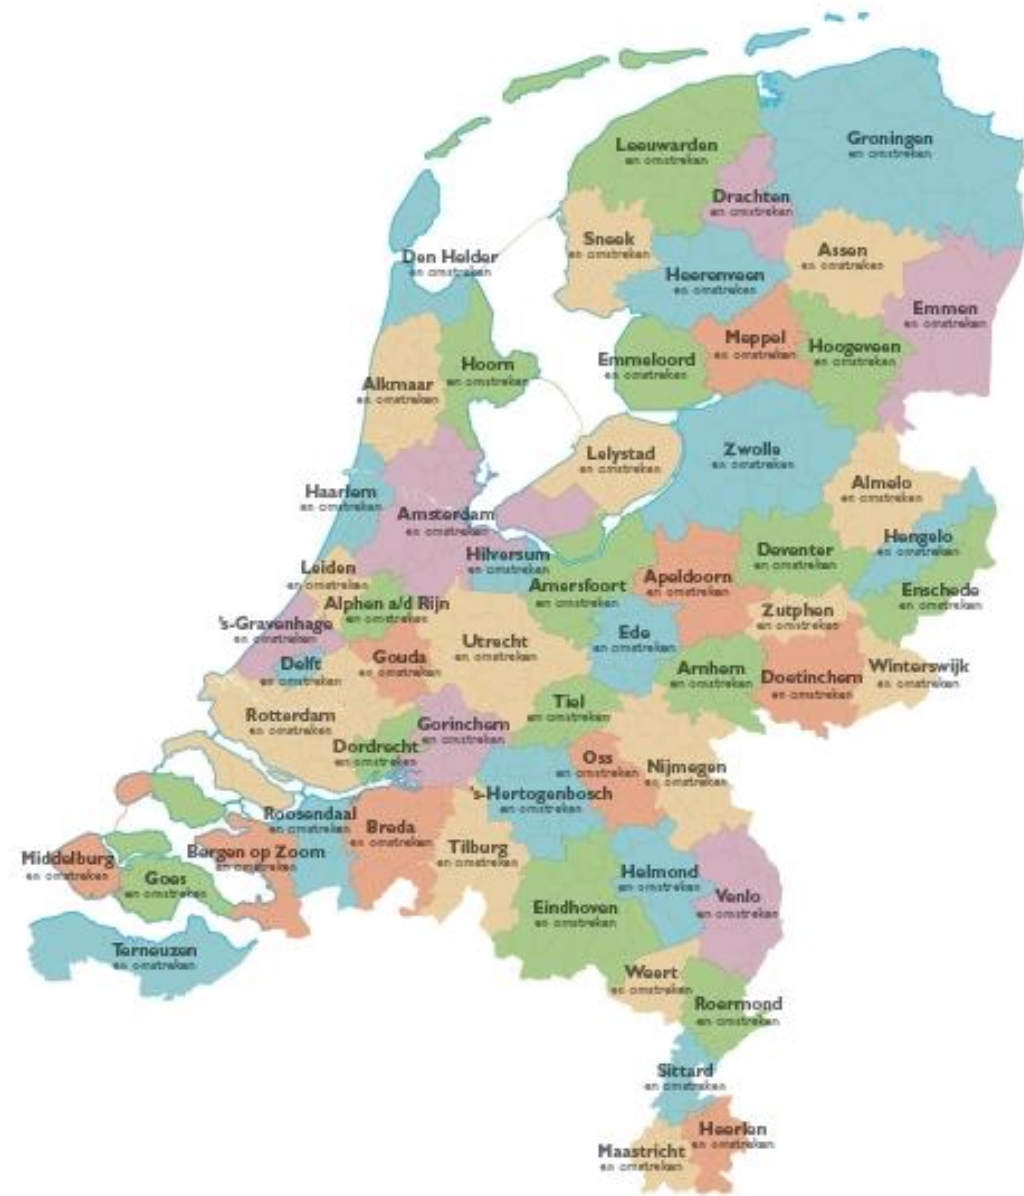 Groningen
en omstreken
Leeuwarden
en omstreken
Drachten
en omstreken
Sneek
en omstreken
Assen
en omstreken
Den Helder
en omstreken
Heerenveen
en omstreken
Emmen
en omstreken
Meppel
en omstreken
Hoogeveen
en omstreken
Emmeloord
en omstreken
Hoorn
en omstreken
Alkmaar
en omstreken
Zwolle
en omstreken
Lelystad
en omstreken
Almelo
en omstreken
Haarlem
en omstreken
Amsterdam
en omstreken
Hengelo
en omstreken
Deventer
en omstreken
Hilversum
en omstreken
Leiden
en omstreken
Apeldoorn
en omstreken
Amersfoort
en omstreken
Enschede
en omstreken
Alphen a/d Rijn
en omstreken
Zutphen
en omstreken
's-Gravenhage
en omstreken
Ede
en omstreken
Utrecht
en omstreken
Gouda
en omstreken
Delft
en omstreken
Arnhem
en omstreken
Winterswijk
en omstreken
Doetinchem
en omstreken
Tiel
en omstreken
Rotterdam
en omstreken
Gorinchem
en omstreken
Dordrecht
en omstreken
Oss
en omstreken
Nijmegen
en omstreken
's-Hertogenbosch
en omstreken
Roosendaal
en omstreken
Breda
en omstreken
Tilburg
en omstreken
Bergen op Zoom
en omstreken
Middelburg
en omstreken
Goes
en omstreken
Helmond
en omstreken
Venlo
en omstreken
Eindhoven
en omstreken
Terneuzen
en omstreken
Weert
en omstreken
Roermond
en omstreken
Sittard
en omstreken
Heerlen
en omstreken
Maastricht
en omstreken